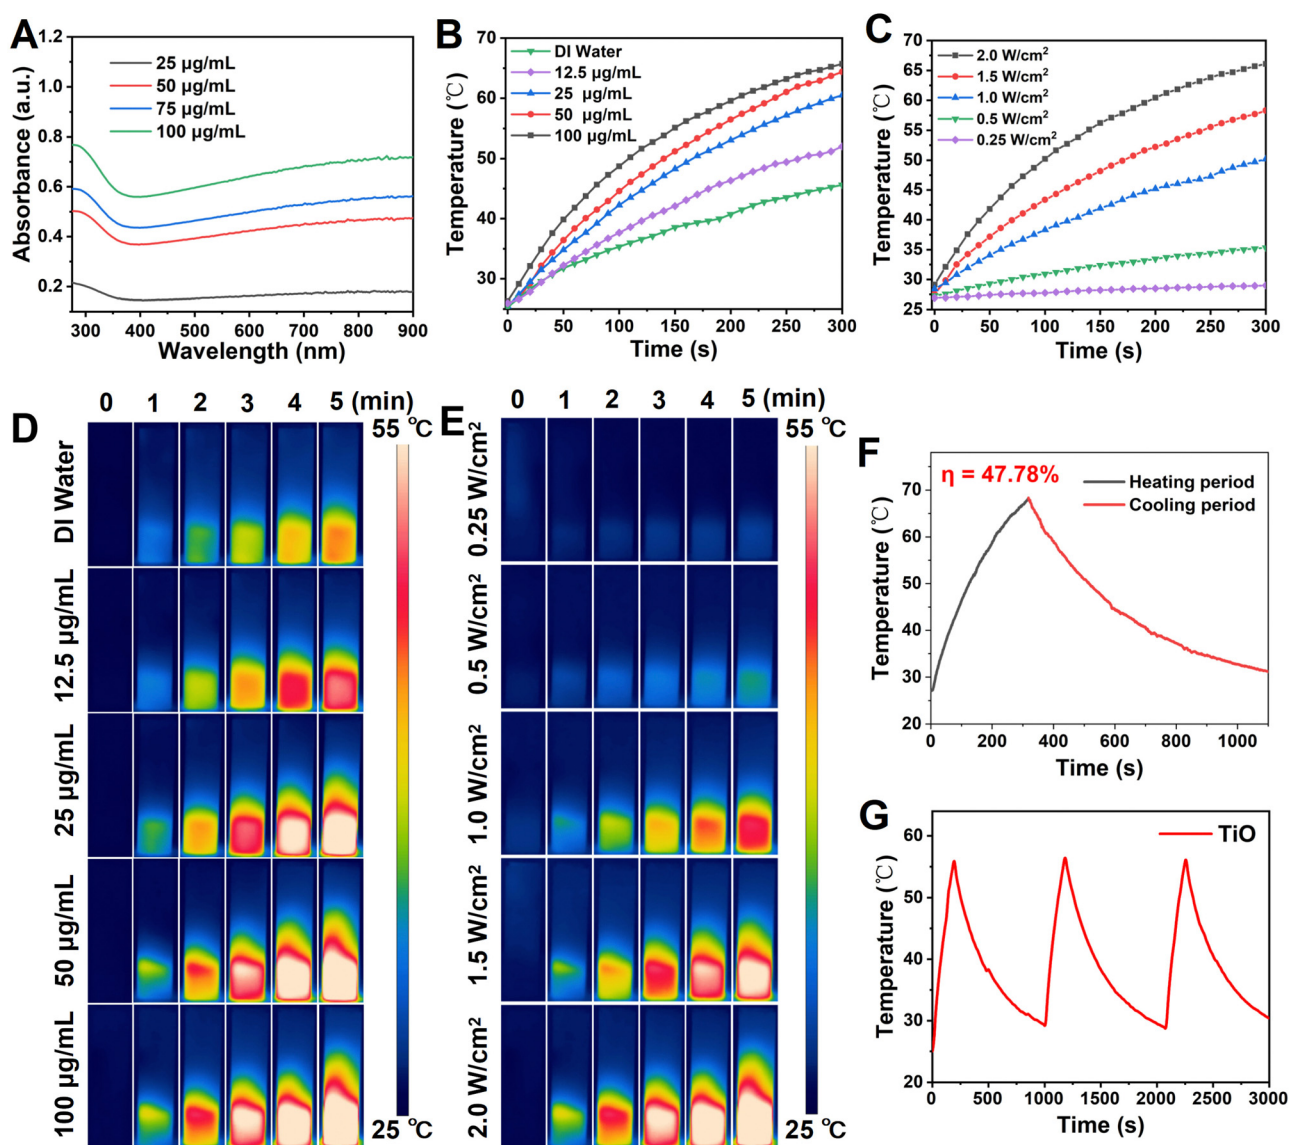 A
Absorbance (a.u.)
1.2
1.0
0.8
0.6
0.4
0.2
25 µg/mL
50 µg/mL
75 µg/mL
100 µg/mL
300 400 500 600 700 800 900
Wavelength (nm)
B
Temperature (℃)
70
60
50
40
30
DI Water
12.5 µg/mL
25 µg/mL
50 µg/mL
100 µg/mL
0 50 100 150 200 250 300
Time (s)
C
Temperature (℃)
70
65
60
55
50
45
40
35
30
25
2.0 W/cm²
1.5 W/cm²
1.0 W/cm²
0.5 W/cm²
0.25 W/cm²
0 50 100 150 200 250 300
Time (s)
D
0 1 2 3 4 5 (min)
55 ℃
DI Water
12.5 µg/mL
25 µg/mL
50 µg/mL
100 µg/mL
25 ℃
E
0 1 2 3 4 5 (min)
55 ℃
0.25 W/cm²
0.5 W/cm²
1.0 W/cm²
1.5 W/cm²
2.0 W/cm²
25 ℃
F
Temperature (℃)
70
60
50
40
30
20
η = 47.78%
Heating period
Cooling period
0 200 400 600 800 1000
Time (s)
G
Temperature (℃)
60
50
40
30
20
TiO
0 500 1000 1500 2000 2500 3000
Time (s)